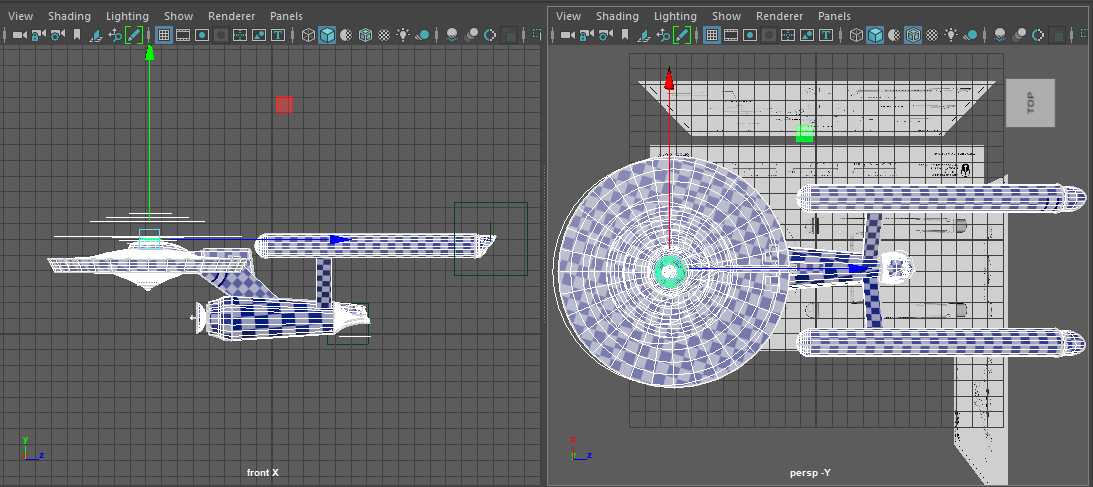 View Shading Lighting Show Renderer Panels
View Shading Lighting Show Renderer Panels
TOP
y
z
front X
x
z
persp -Y